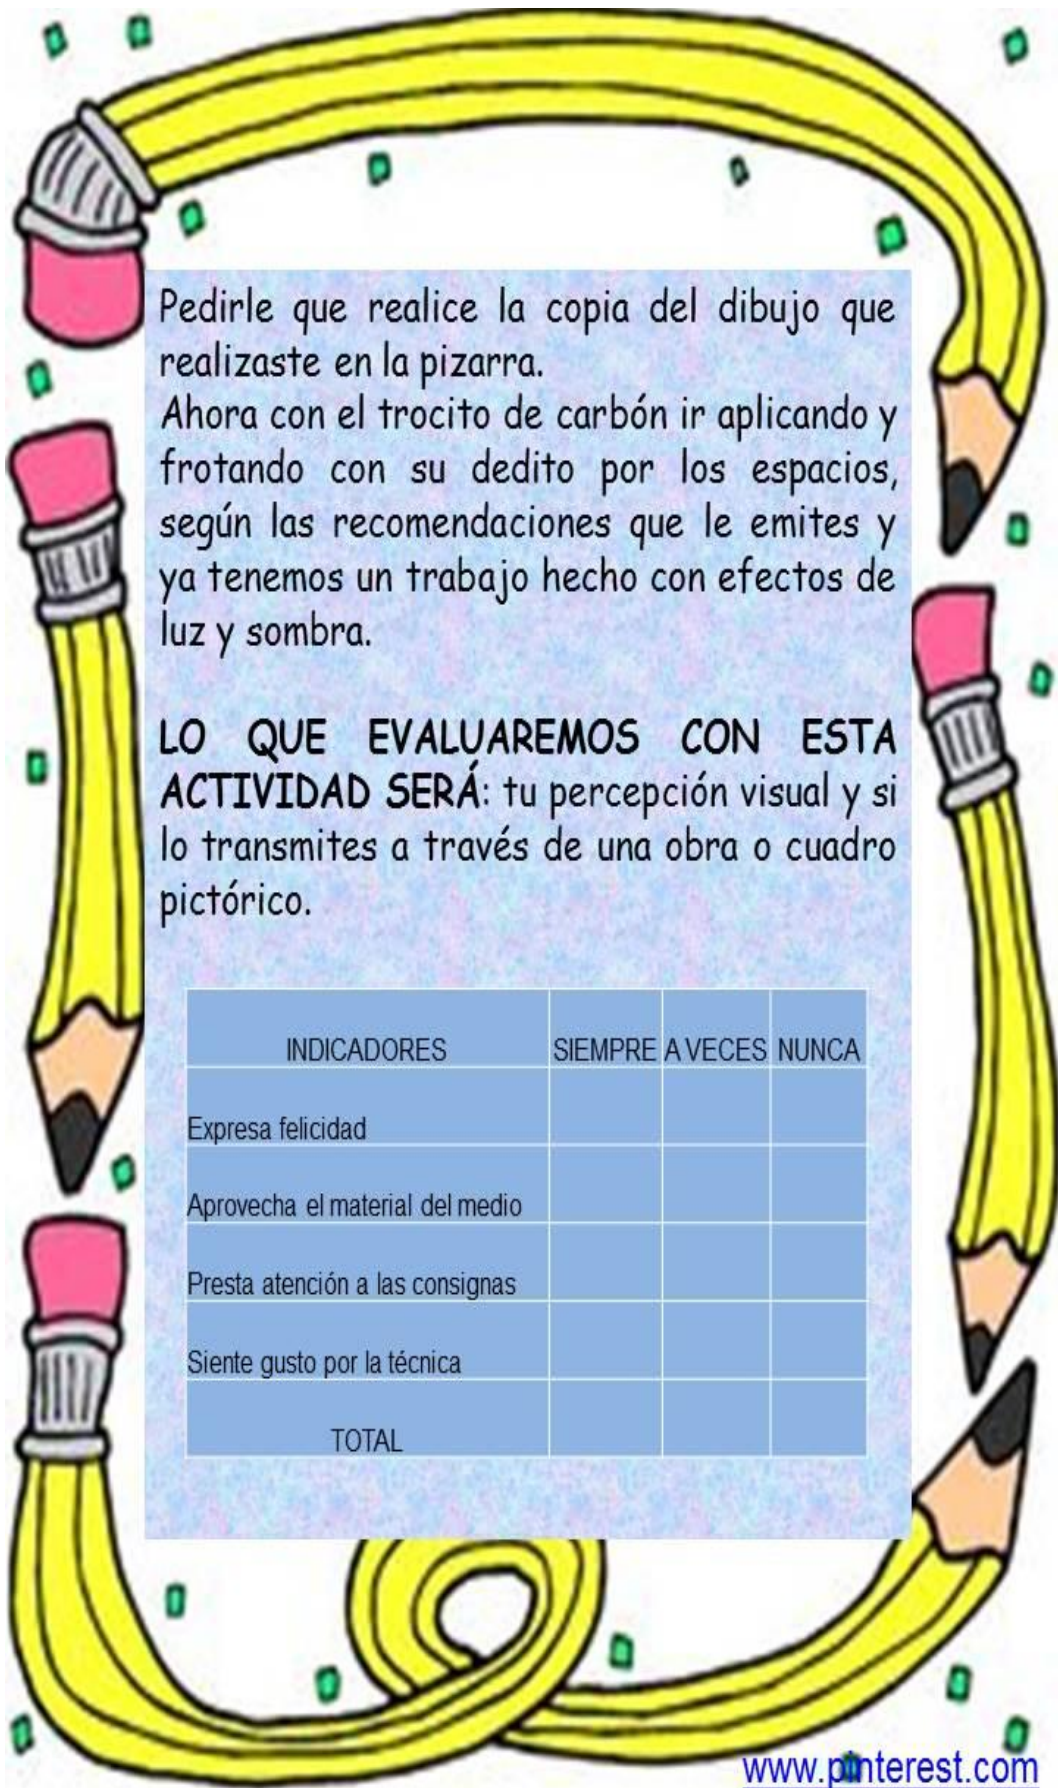 Pedirle que realice la copia del dibujo que
realizaste en la pizarra.
Ahora con el trocito de carbón ir aplicando y
frotando con su dedito por los espacios,
según las recomendaciones que le emites y
ya tenemos un trabajo hecho con efectos de
luz y sombra.
LO QUE EVALUAREMOS CON ESTA
ACTIVIDAD SERÁ: tu percepción visual y si
lo transmites a través de una obra o cuadro
pictórico.
INDICADORES SIEMPRE A VECES NUNCA
Expresa felicidad
Aprovecha el material del medio
Presta atención a las consignas
Siente gusto por la técnica
TOTAL
www.pinterest.com